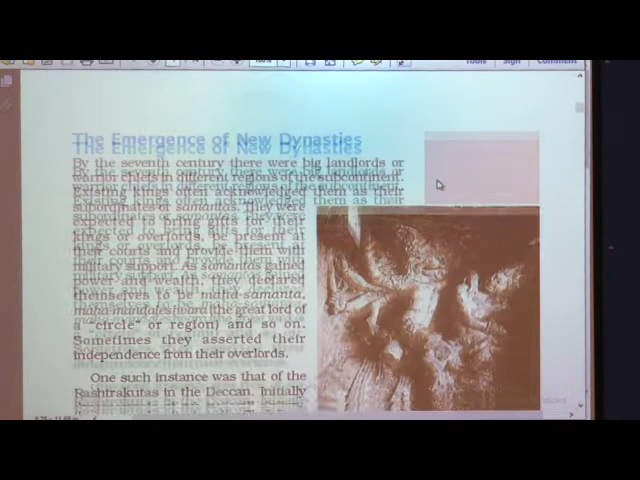 Tools Sign Comment
The Emergence of New Dynasties
By the seventh century there were big landlords or
warrior chiefs in different regions of the subcontinent.
Existing kings often acknowledged them as their
subordinates or samantas. They were
expected to bring gifts for their
kings or overlords, be present at
their courts and provide them with
military support. As samantas gained
power and wealth, they declared
themselves to be maha-samanta,
maha-mandaleshvara (the great lord of
a "circle" or region) and so on.
Sometimes they asserted their
independence from their overlords.
One such instance was that of the
Rashtrakutas in the Deccan. Initially